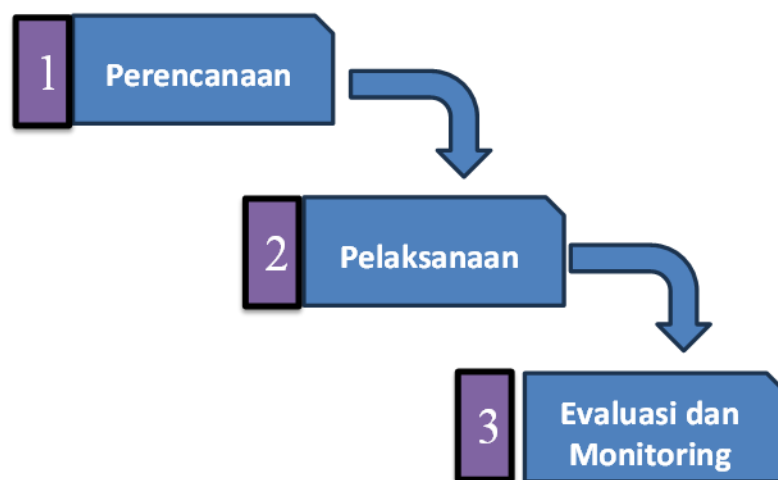 1
Perencanaan
2
Pelaksanaan
3
Evaluasi dan
Monitoring